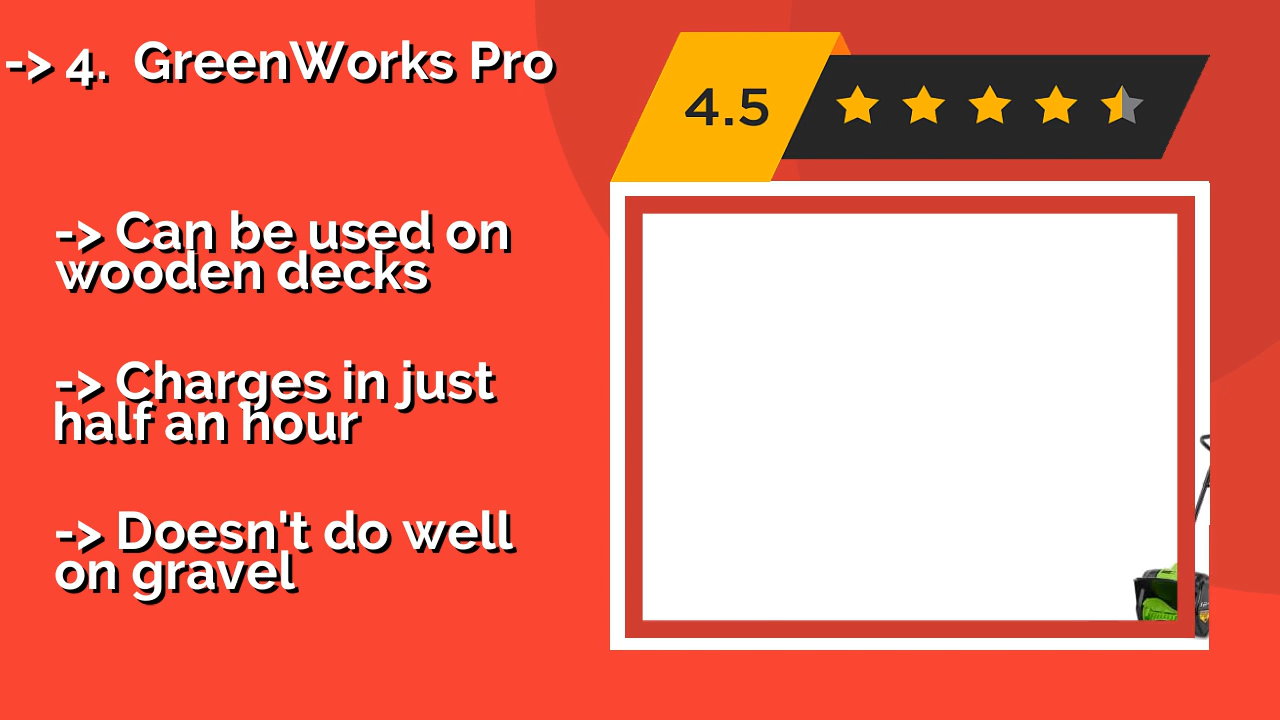 -> 4.  GreenWorks Pro
4.5
-> Can be used on
wooden decks
-> Charges in just
half an hour
-> Doesn't do well
on gravel